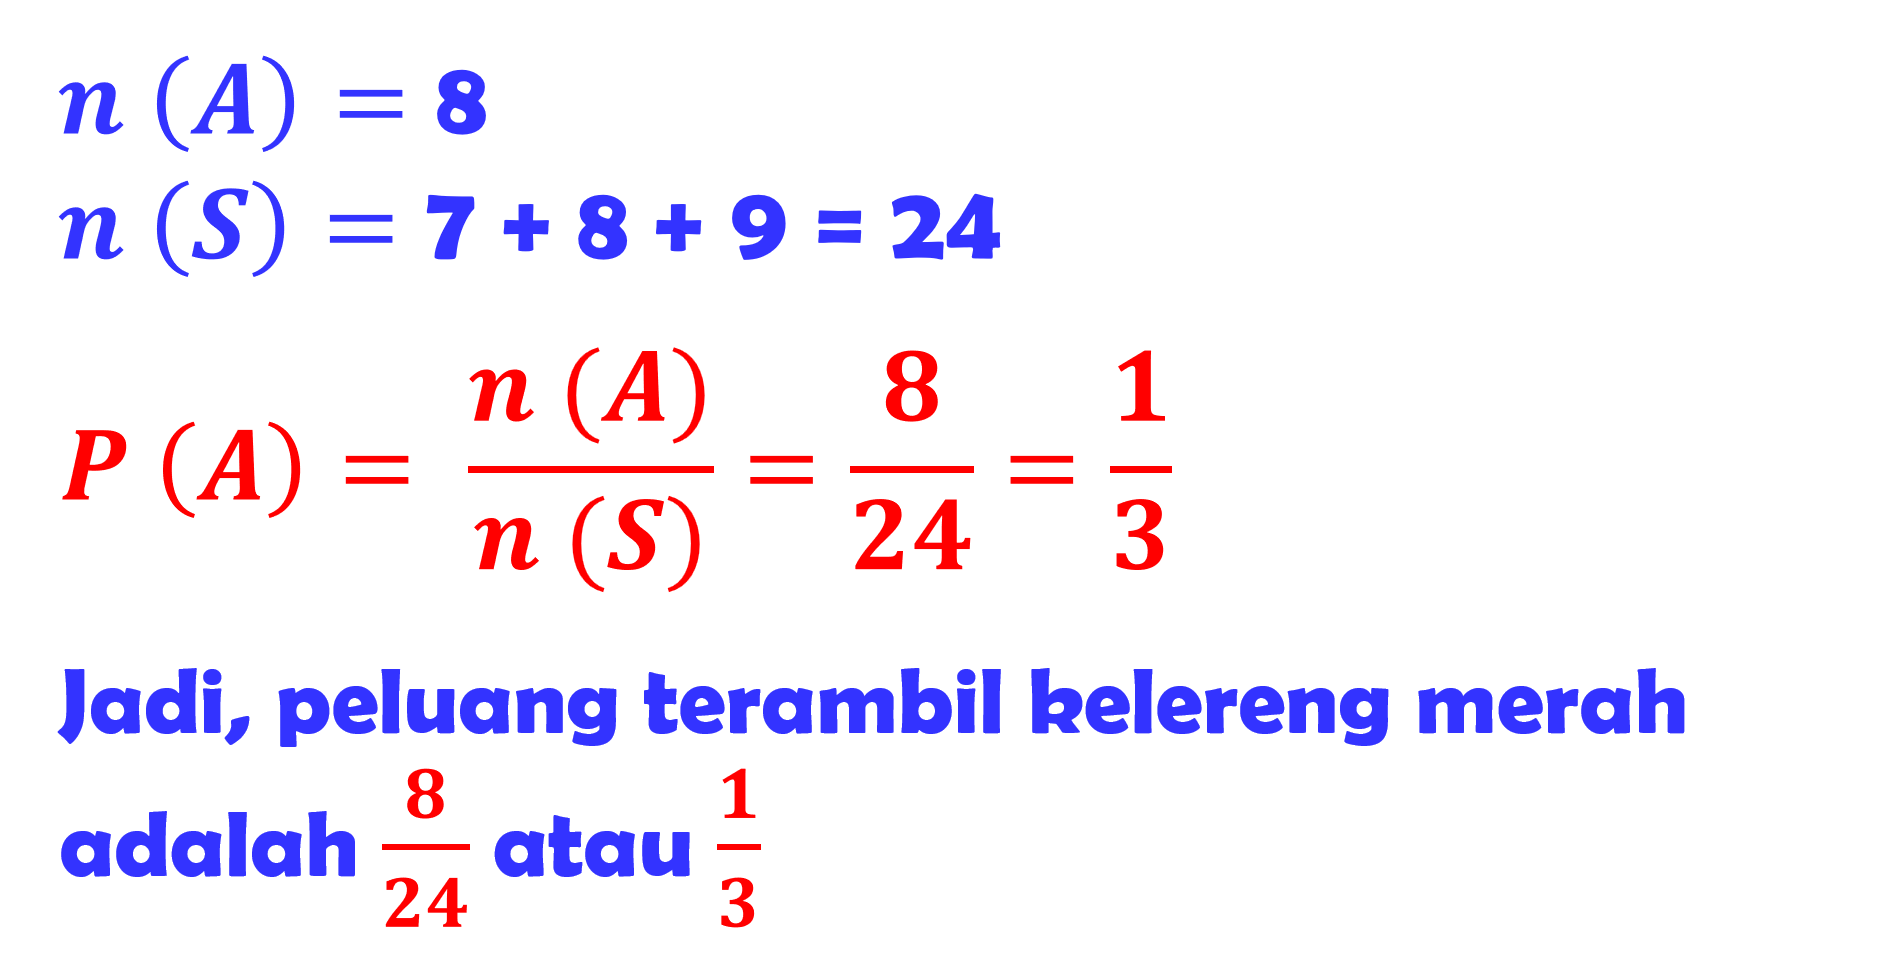 n (A) = 8
n (S) = 7 + 8 + 9 = 24
P (A) = n (A) / n (S) = 8/24 = 1/3
Jadi, peluang terambil kelereng merah
adalah 8/24 atau 1/3